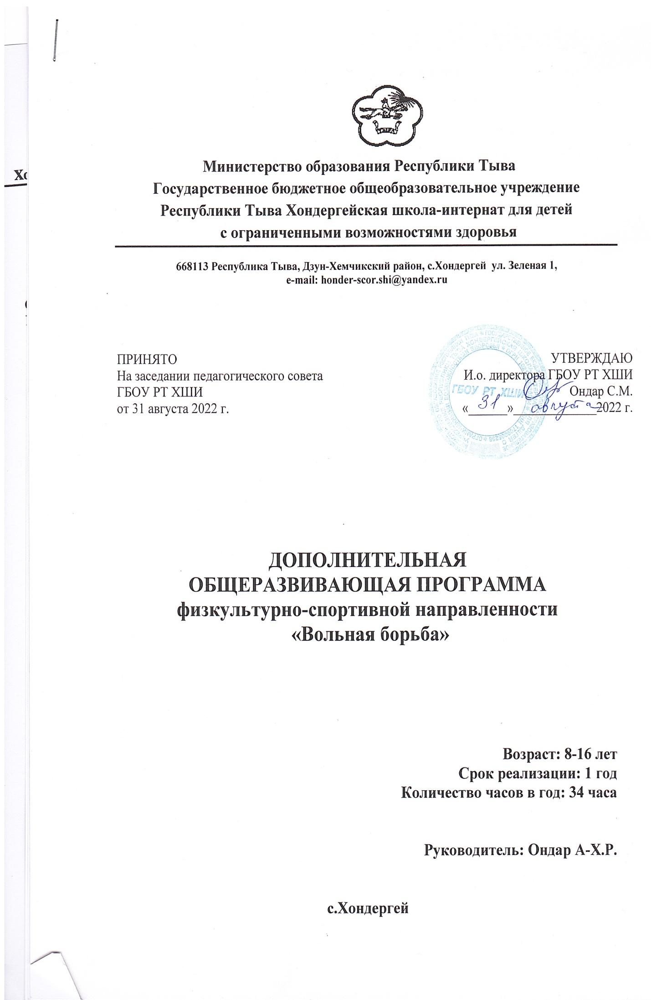 Министерство образования Республики Тыва
Государственное бюджетное общеобразовательное учреждение
Республики Тыва Хондергейская школа-интернат для детей
с ограниченными возможностями здоровья
668113 Республика Тыва, Дзун-Хемчикский район, с.Хондергей ул. Зеленая 1,
e-mail: honder-scor.shi@yandex.ru
ПРИНЯТО
На заседании педагогического совета
ГБОУ РТ ХШИ
от 31 августа 2022 г.
УТВЕРЖДАЮ
И.о. директора ГБОУ РТ ХШИ
Ондар С.М.
«31» августа 2022 г.
ГБОУ РТ ХШИ
ДОПОЛНИТЕЛЬНАЯ
ОБЩЕРАЗВИВАЮЩАЯ ПРОГРАММА
физкультурно-спортивной направленности
«Вольная борьба»
Возраст: 8-16 лет
Срок реализации: 1 год
Количество часов в год: 34 часа
Руководитель: Ондар А-Х.Р.
с.Хондергей